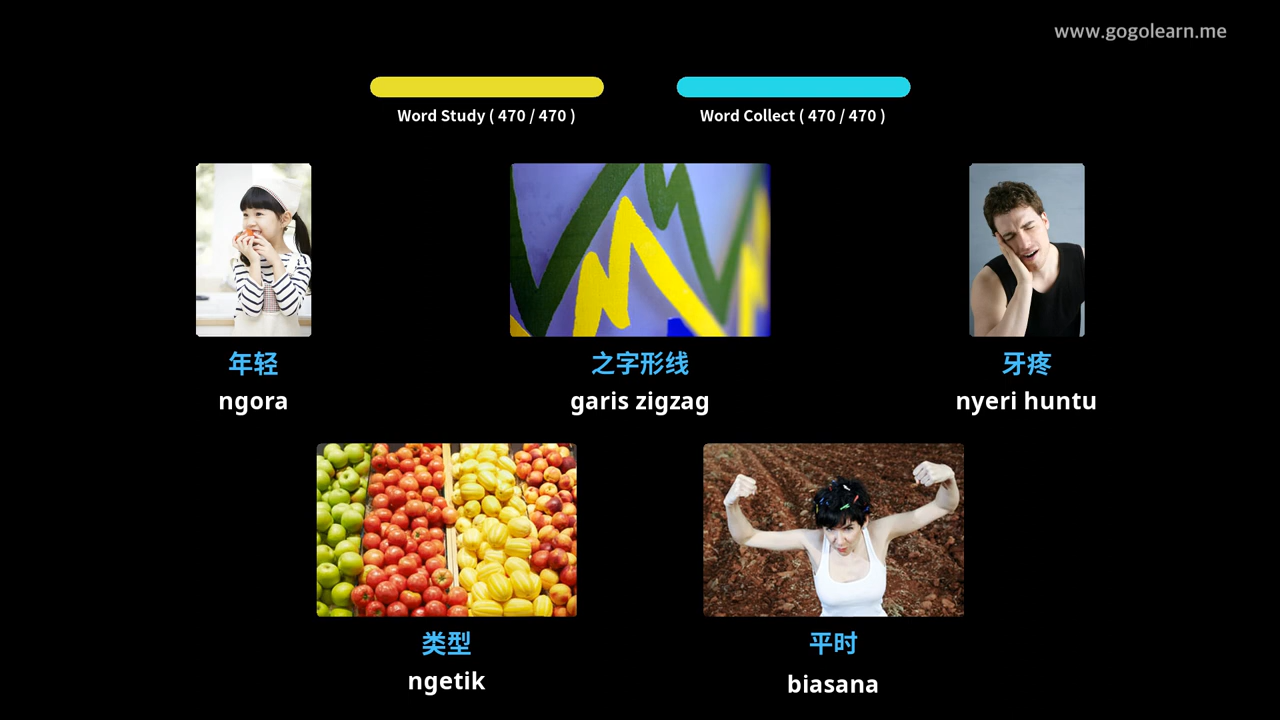 www.gogolearn.me
Word Study ( 470 / 470 )
Word Collect ( 470 / 470 )
年轻
ngora
之字形线
garis zigzag
牙疼
nyeri huntu
类型
ngetik
平时
biasana